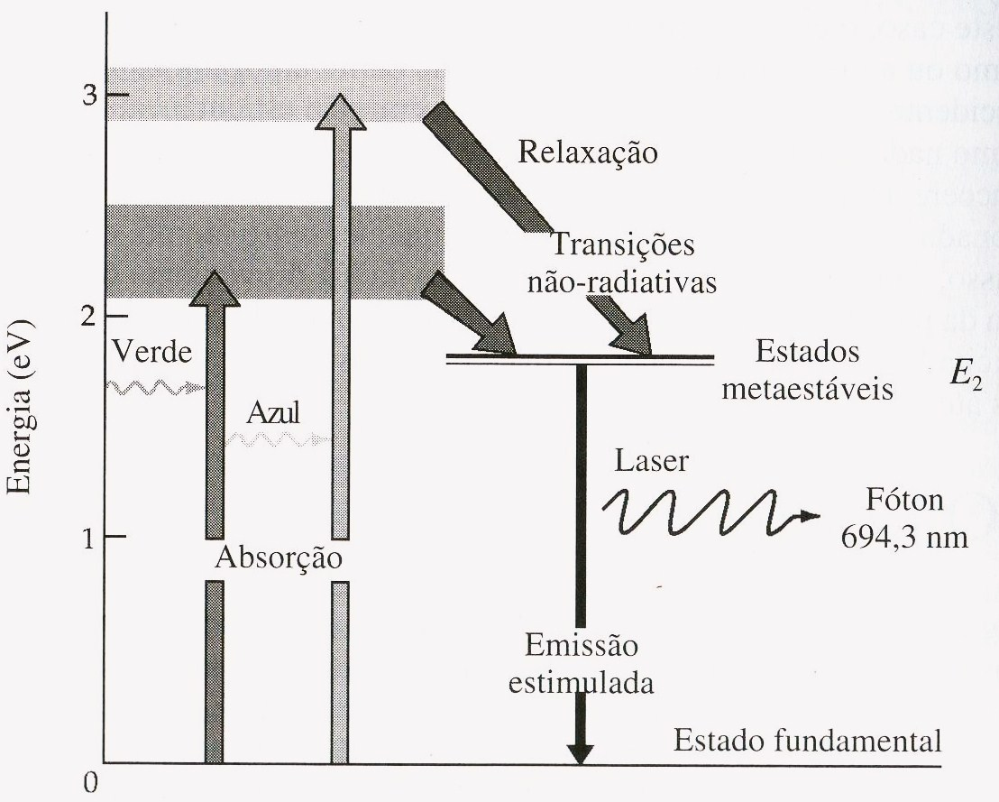 Energia (eV)
3
2
1
0
Relaxação
Transições
não-radiativas
Verde
Azul
Estados
metaestáveis
E2
Laser
Fóton
694,3 nm
Absorção
Emissão
estimulada
Estado fundamental